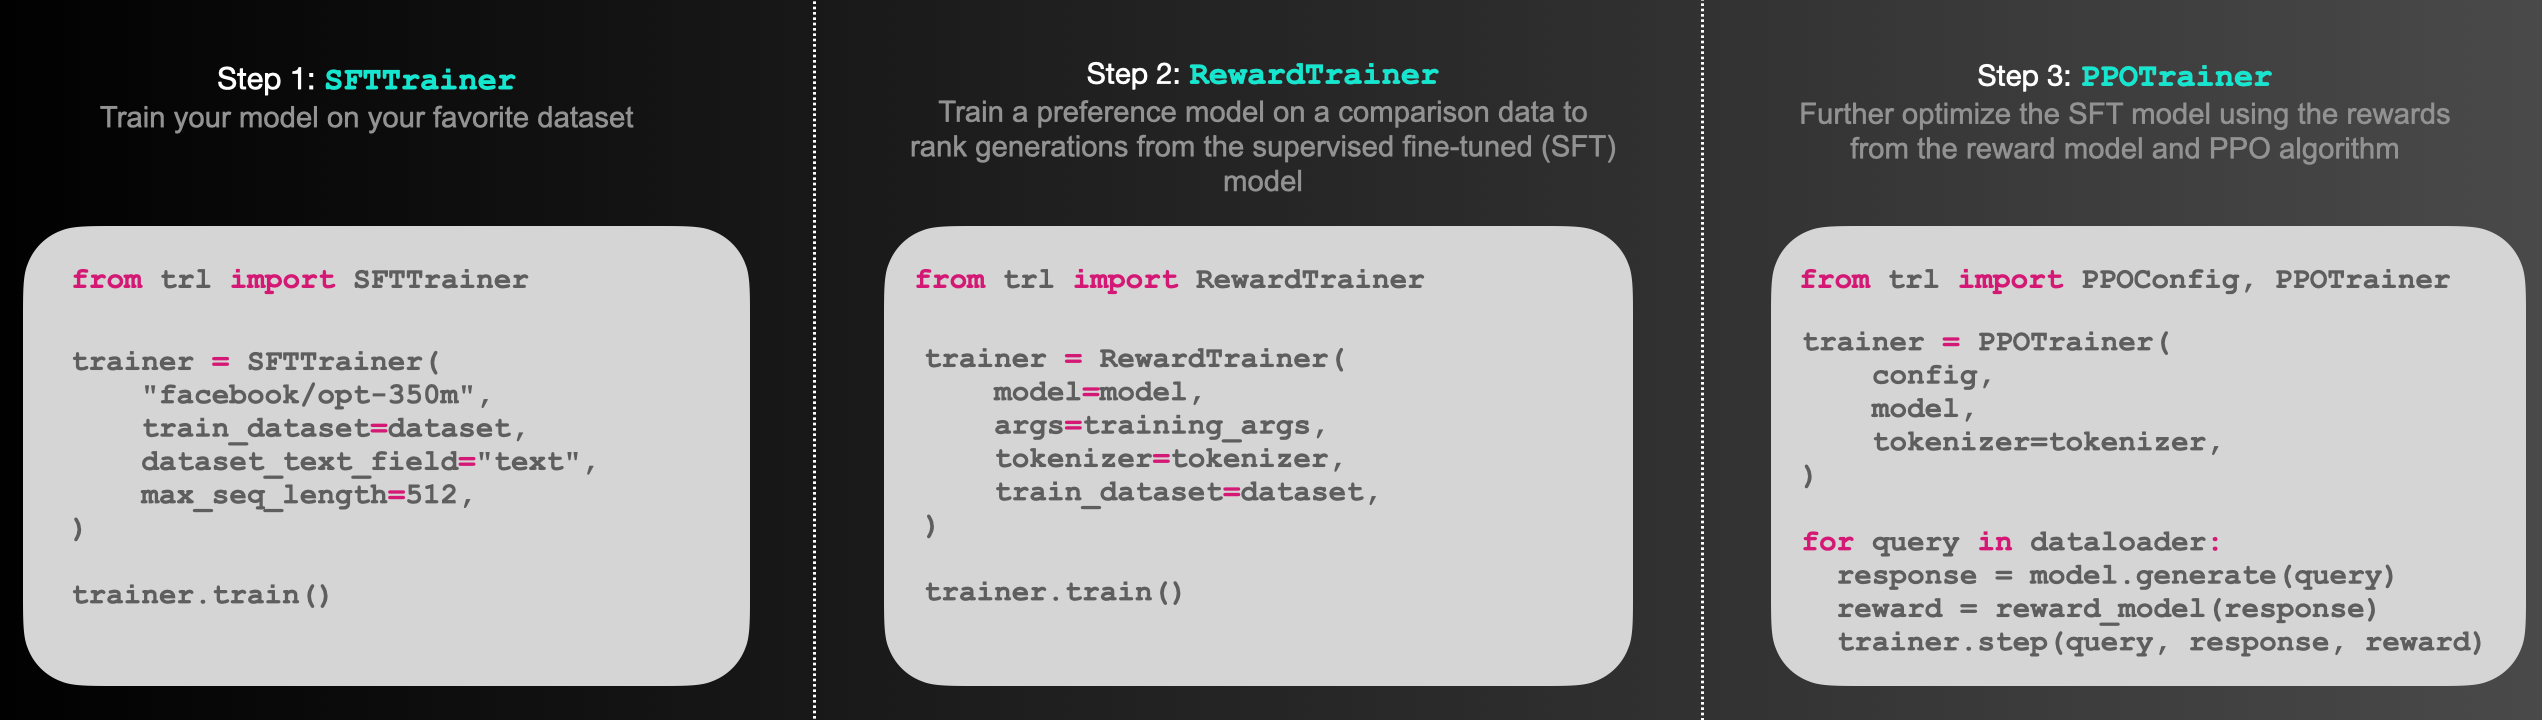 Step 1: SFTTrainer
Train your model on your favorite dataset
from trl import SFTTrainer
trainer = SFTTrainer(
    "facebook/opt-350m",
    train_dataset=dataset,
    dataset_text_field="text",
    max_seq_length=512,
)
trainer.train()
Step 2: RewardTrainer
Train a preference model on a comparison data to
rank generations from the supervised fine-tuned (SFT)
model
from trl import RewardTrainer
trainer = RewardTrainer(
    model=model,
    args=training_args,
    tokenizer=tokenizer,
    train_dataset=dataset,
)
trainer.train()
Step 3: PPOTrainer
Further optimize the SFT model using the rewards
from the reward model and PPO algorithm
from trl import PPOConfig, PPOTrainer
trainer = PPOTrainer(
    config,
    model,
    tokenizer=tokenizer,
)
for query in dataloader:
  response = model.generate(query)
  reward = reward_model(response)
  trainer.step(query, response, reward)